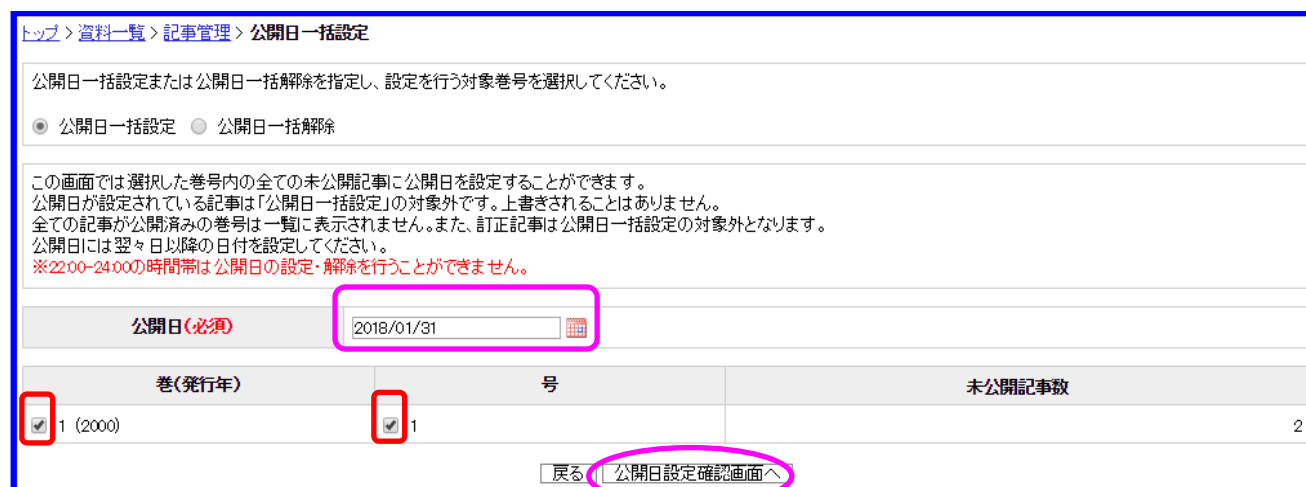 トップ > 資料一覧 > 記事管理 > 公開日一括設定
公開日一括設定または公開日一括解除を指定し、設定を行う対象巻号を選択してください。
公開日一括設定 公開日一括解除
この画面では選択した巻号内の全ての未公開記事に公開日を設定することができます。
公開日が設定されている記事は「公開日一括設定」の対象外です。上書きされることはありません。
全ての記事が公開済みの巻号は一覧に表示されません。また、訂正記事は公開日一括設定の対象外となります。
公開日には翌々日以降の日付を設定してください。
※22:00-24:00の時間帯は公開日の設定・解除を行うことができません。
公開日(必須) 2018/01/31
巻(発行年) 号 未公開記事数
1 (2000) 1 2
戻る 公開日設定確認画面へ